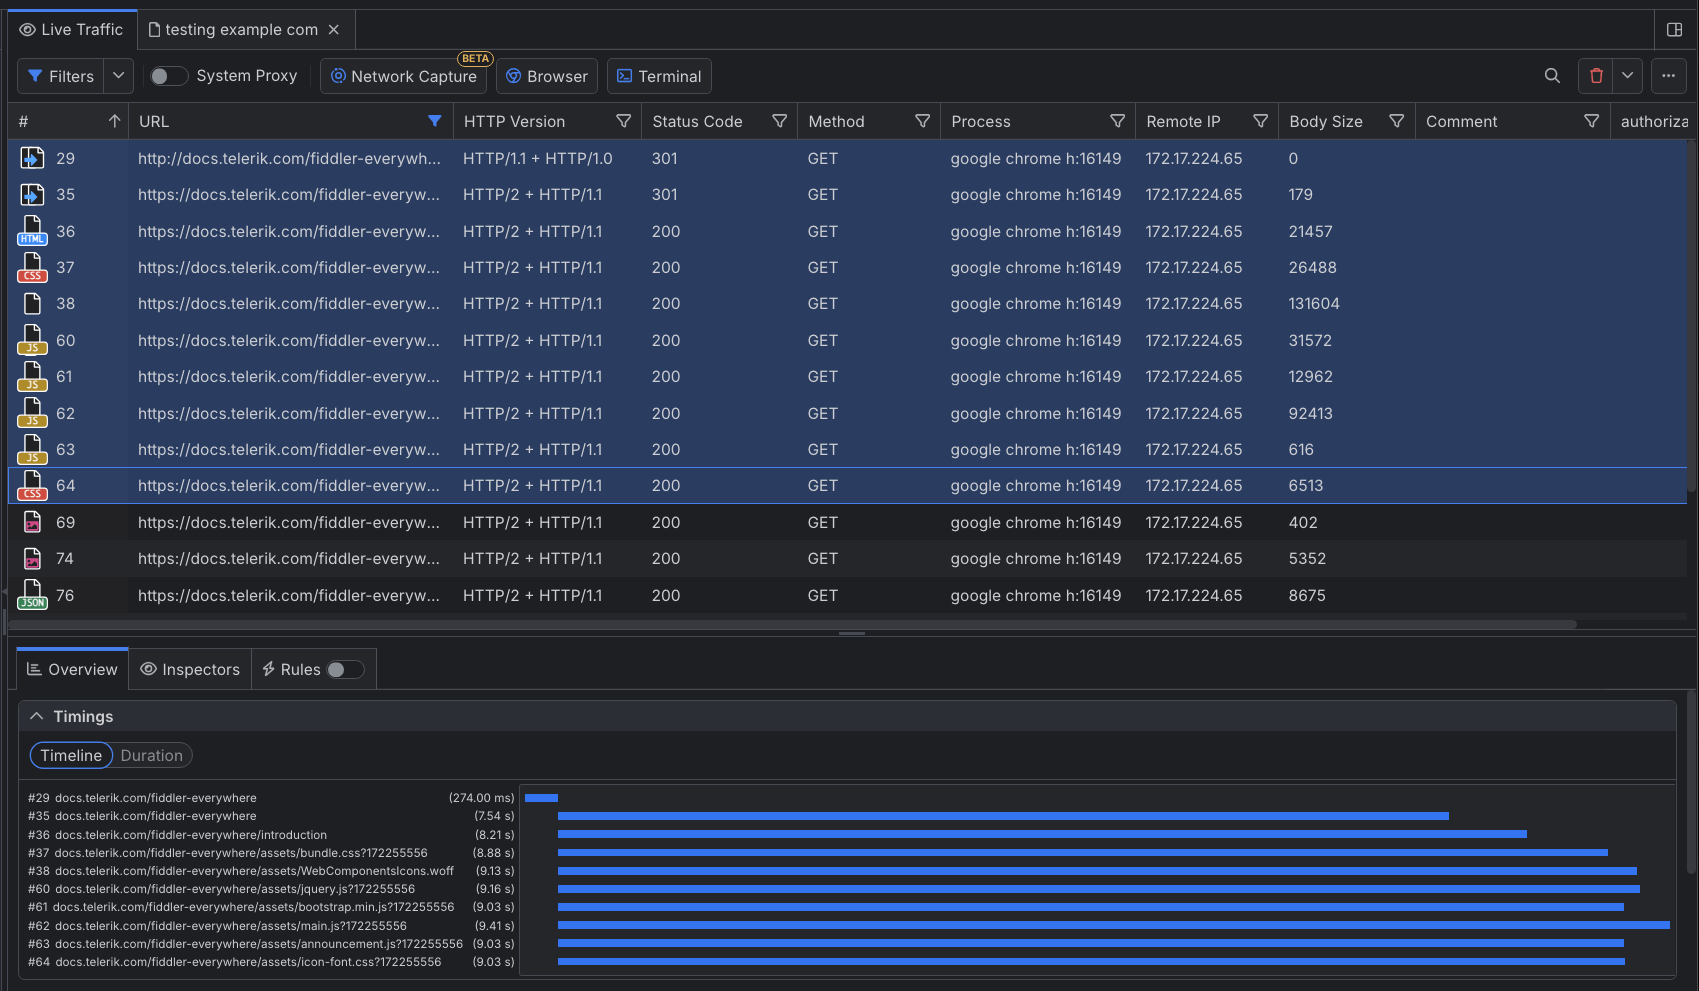 Live Traffic testing example com
Filters System Proxy Network Capture BETA Browser Terminal
# URL HTTP Version Status Code Method Process Remote IP Body Size Comment authoriza
29 http://docs.telerik.com/fiddler-everywh... HTTP/1.1 + HTTP/1.0 301 GET google chrome h:16149 172.17.224.65 0
35 https://docs.telerik.com/fiddler-everyw... HTTP/2 + HTTP/1.1 301 GET google chrome h:16149 172.17.224.65 179
HTML 36 https://docs.telerik.com/fiddler-everyw... HTTP/2 + HTTP/1.1 200 GET google chrome h:16149 172.17.224.65 21457
CSS 37 https://docs.telerik.com/fiddler-everyw... HTTP/2 + HTTP/1.1 200 GET google chrome h:16149 172.17.224.65 26488
38 https://docs.telerik.com/fiddler-everyw... HTTP/2 + HTTP/1.1 200 GET google chrome h:16149 172.17.224.65 131604
JS 60 https://docs.telerik.com/fiddler-everyw... HTTP/2 + HTTP/1.1 200 GET google chrome h:16149 172.17.224.65 31572
JS 61 https://docs.telerik.com/fiddler-everyw... HTTP/2 + HTTP/1.1 200 GET google chrome h:16149 172.17.224.65 12962
JS 62 https://docs.telerik.com/fiddler-everyw... HTTP/2 + HTTP/1.1 200 GET google chrome h:16149 172.17.224.65 92413
JS 63 https://docs.telerik.com/fiddler-everyw... HTTP/2 + HTTP/1.1 200 GET google chrome h:16149 172.17.224.65 616
CSS 64 https://docs.telerik.com/fiddler-everyw... HTTP/2 + HTTP/1.1 200 GET google chrome h:16149 172.17.224.65 6513
69 https://docs.telerik.com/fiddler-everyw... HTTP/2 + HTTP/1.1 200 GET google chrome h:16149 172.17.224.65 402
74 https://docs.telerik.com/fiddler-everyw... HTTP/2 + HTTP/1.1 200 GET google chrome h:16149 172.17.224.65 5352
JSON 76 https://docs.telerik.com/fiddler-everyw... HTTP/2 + HTTP/1.1 200 GET google chrome h:16149 172.17.224.65 8675
Overview Inspectors Rules
Timings
Timeline Duration
#29 docs.telerik.com/fiddler-everywhere (274.00 ms)
#35 docs.telerik.com/fiddler-everywhere (7.54 s)
#36 docs.telerik.com/fiddler-everywhere/introduction (8.21 s)
#37 docs.telerik.com/fiddler-everywhere/assets/bundle.css?172255556 (8.88 s)
#38 docs.telerik.com/fiddler-everywhere/assets/WebComponentsIcons.woff (9.13 s)
#60 docs.telerik.com/fiddler-everywhere/assets/jquery.js?172255556 (9.16 s)
#61 docs.telerik.com/fiddler-everywhere/assets/bootstrap.min.js?172255556 (9.03 s)
#62 docs.telerik.com/fiddler-everywhere/assets/main.js?172255556 (9.41 s)
#63 docs.telerik.com/fiddler-everywhere/assets/announcement.js?172255556 (9.03 s)
#64 docs.telerik.com/fiddler-everywhere/assets/icon-font.css?172255556 (9.03 s)